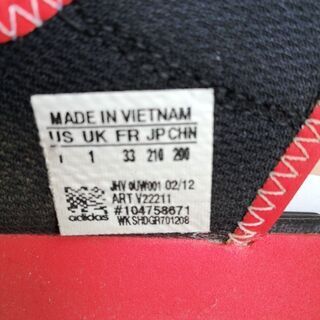 MADE IN VIETNAM
US UK FR JP CHN
1 1 33 210 200
JHV 0UW001 02/12
ART V22211
#104758671
WKSHDGR701208
adidas